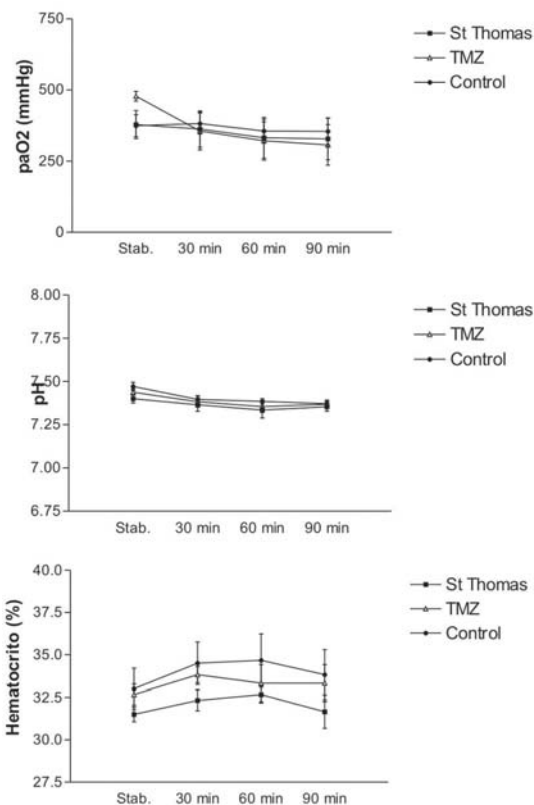 750
500
250
0
paO2 (mmHg)
Stab. 30 min 60 min 90 min
St Thomas
TMZ
Control
8.00
7.75
7.50
7.25
7.00
6.75
pH
Stab. 30 min 60 min 90 min
St Thomas
TMZ
Control
40.0
37.5
35.0
32.5
30.0
27.5
Hematocrito (%)
Stab. 30 min 60 min 90 min
St Thomas
TMZ
Control